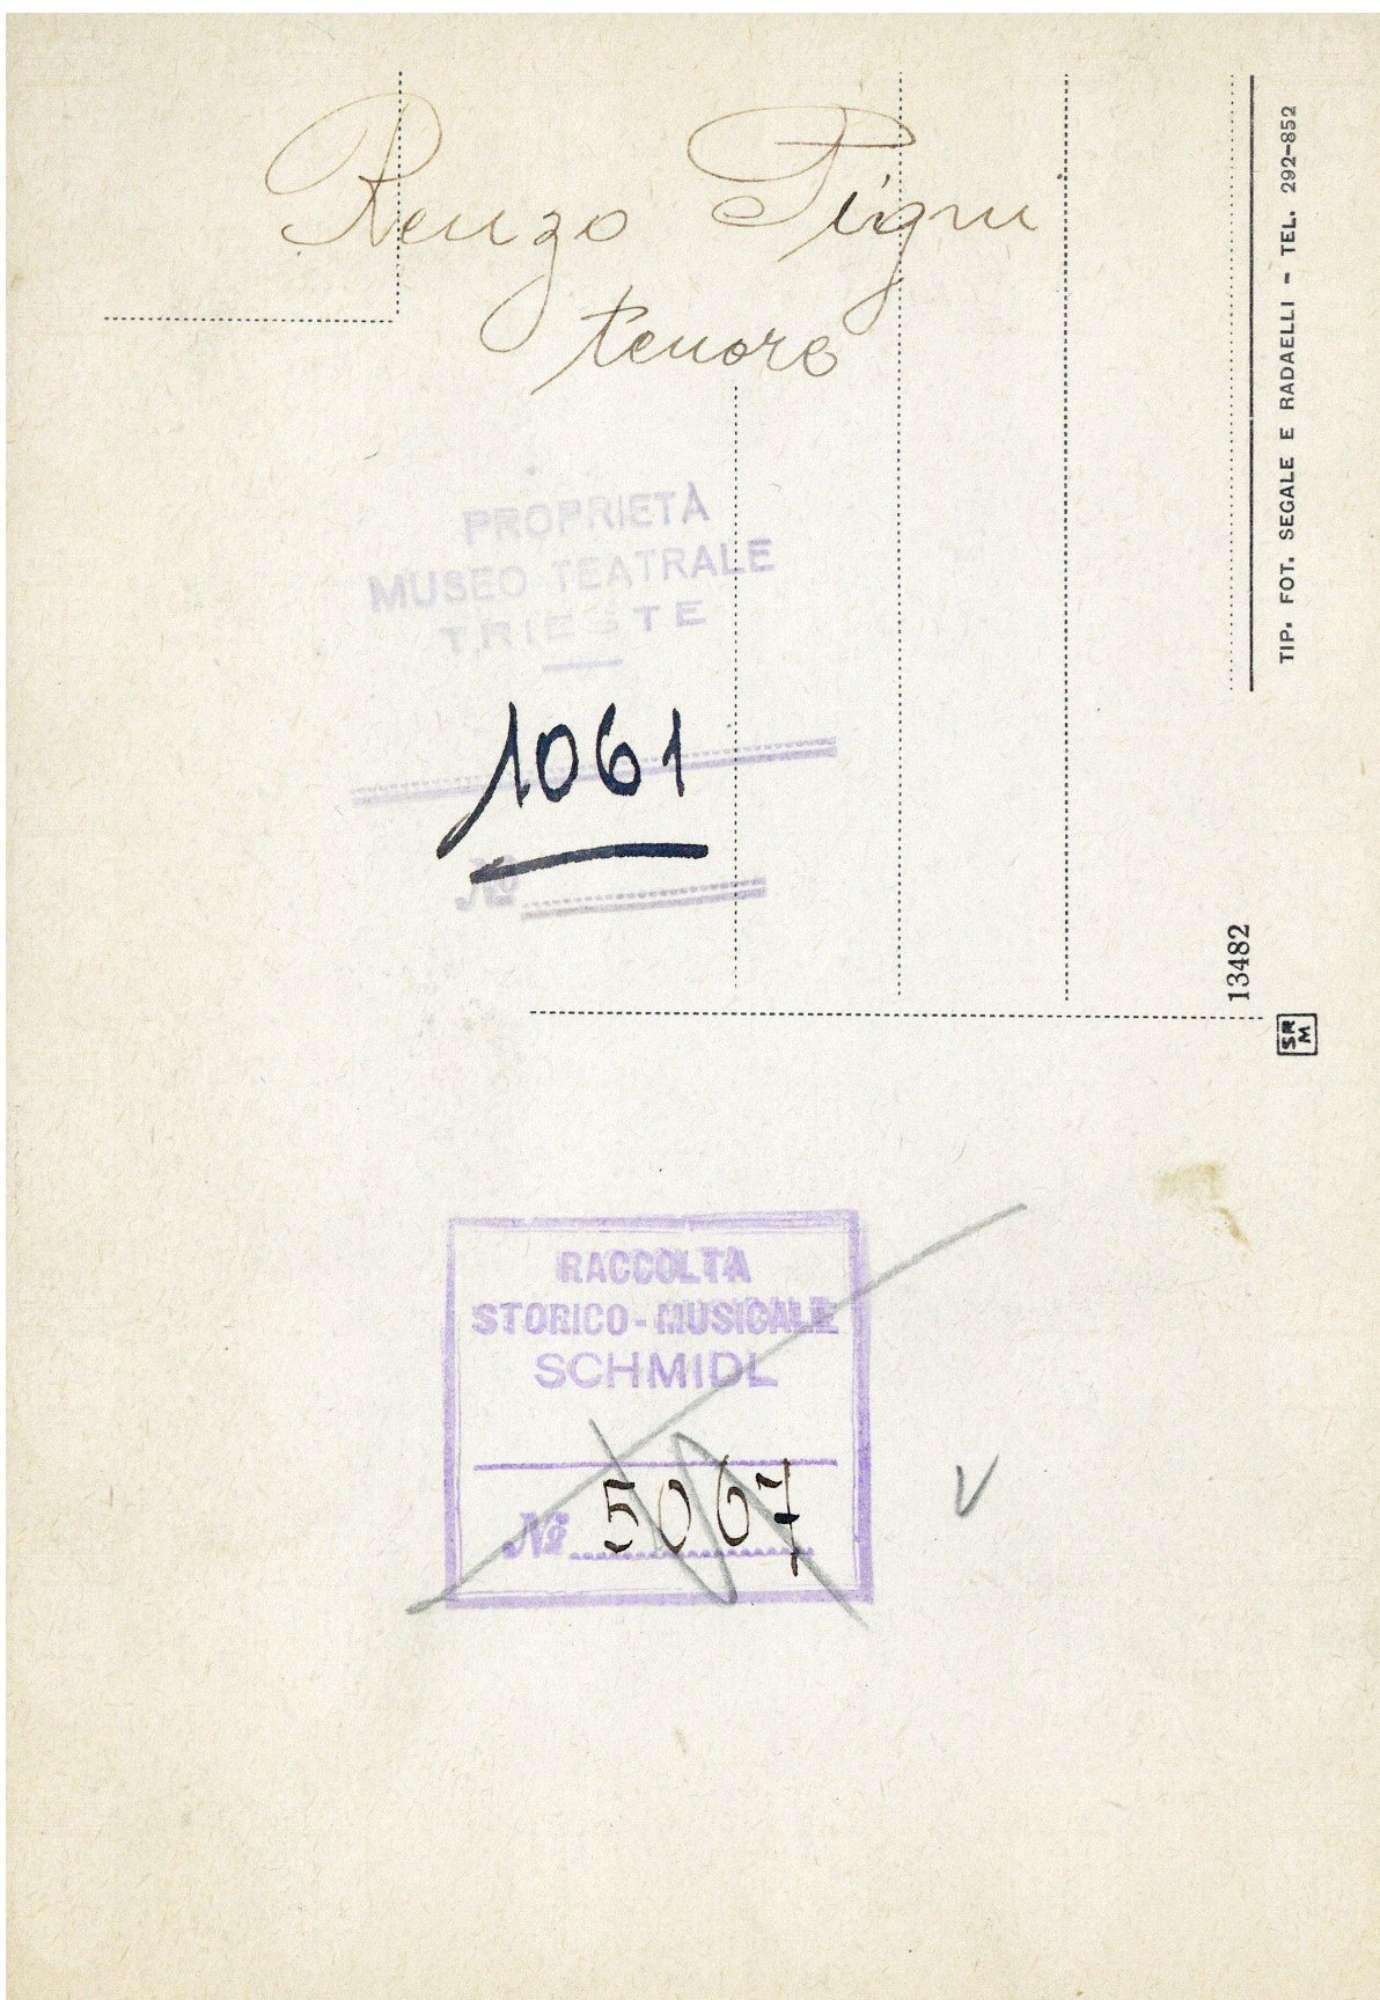 Renzo Pigni
tenore
PROPRIETÀ
MUSEO TEATRALE
TRIESTE
1061
№
TIP. FOT. SEGALE E RADAELLI - TEL. 292-852
13482
SR
M
RACCOLTA
STORICO-MUSICALE
SCHMIDL
№ 5067
V